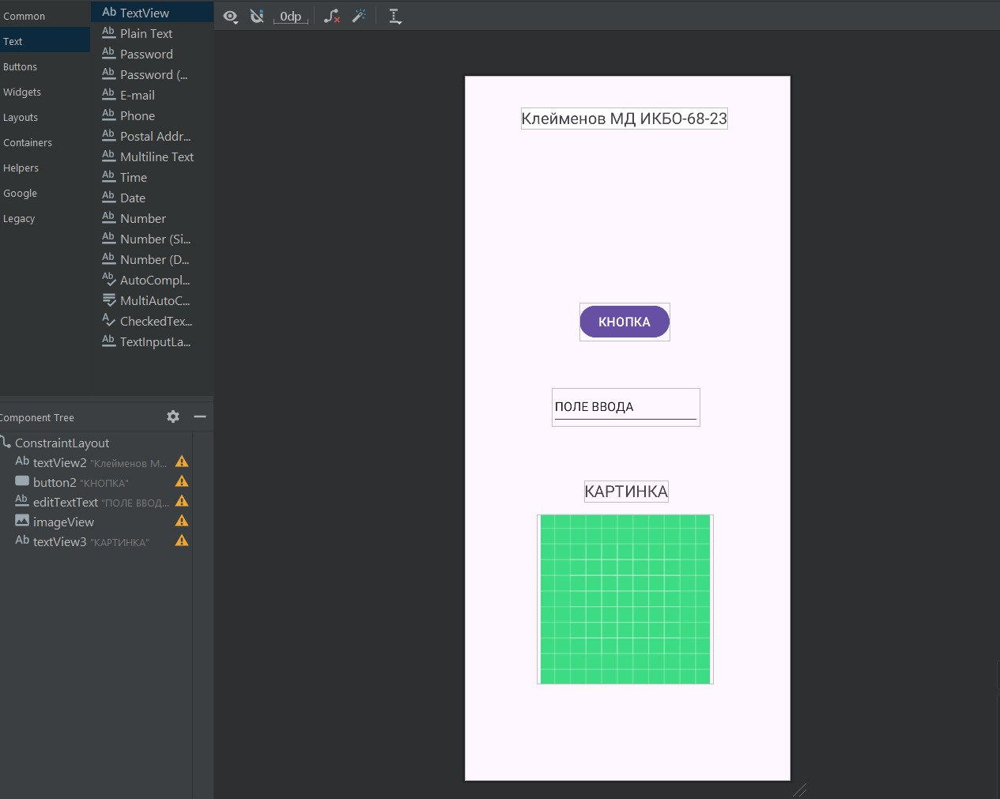 Common
Text
Buttons
Widgets
Layouts
Containers
Helpers
Google
Legacy
Ab TextView
Ab Plain Text
Ab Password
Ab Password (...
Ab E-mail
Ab Phone
Ab Postal Addr...
Ab Multiline Text
Ab Time
Ab Date
Ab Number
Ab Number (Si...
Ab Number (D...
Ab AutoCompl...
MultiAutoC...
A CheckedTex...
Ab TextInputLa...
0dp
Клейменов МД ИКБО-68-23
КНОПКА
ПОЛЕ ВВОДА
КАРТИНКА
Component Tree
ConstraintLayout
Ab textView2 "Клейменов М...
button2 "КНОПКА"
Ab editTextText "ПОЛЕ ВВОД...
imageView
Ab textView3 "КАРТИНКА"